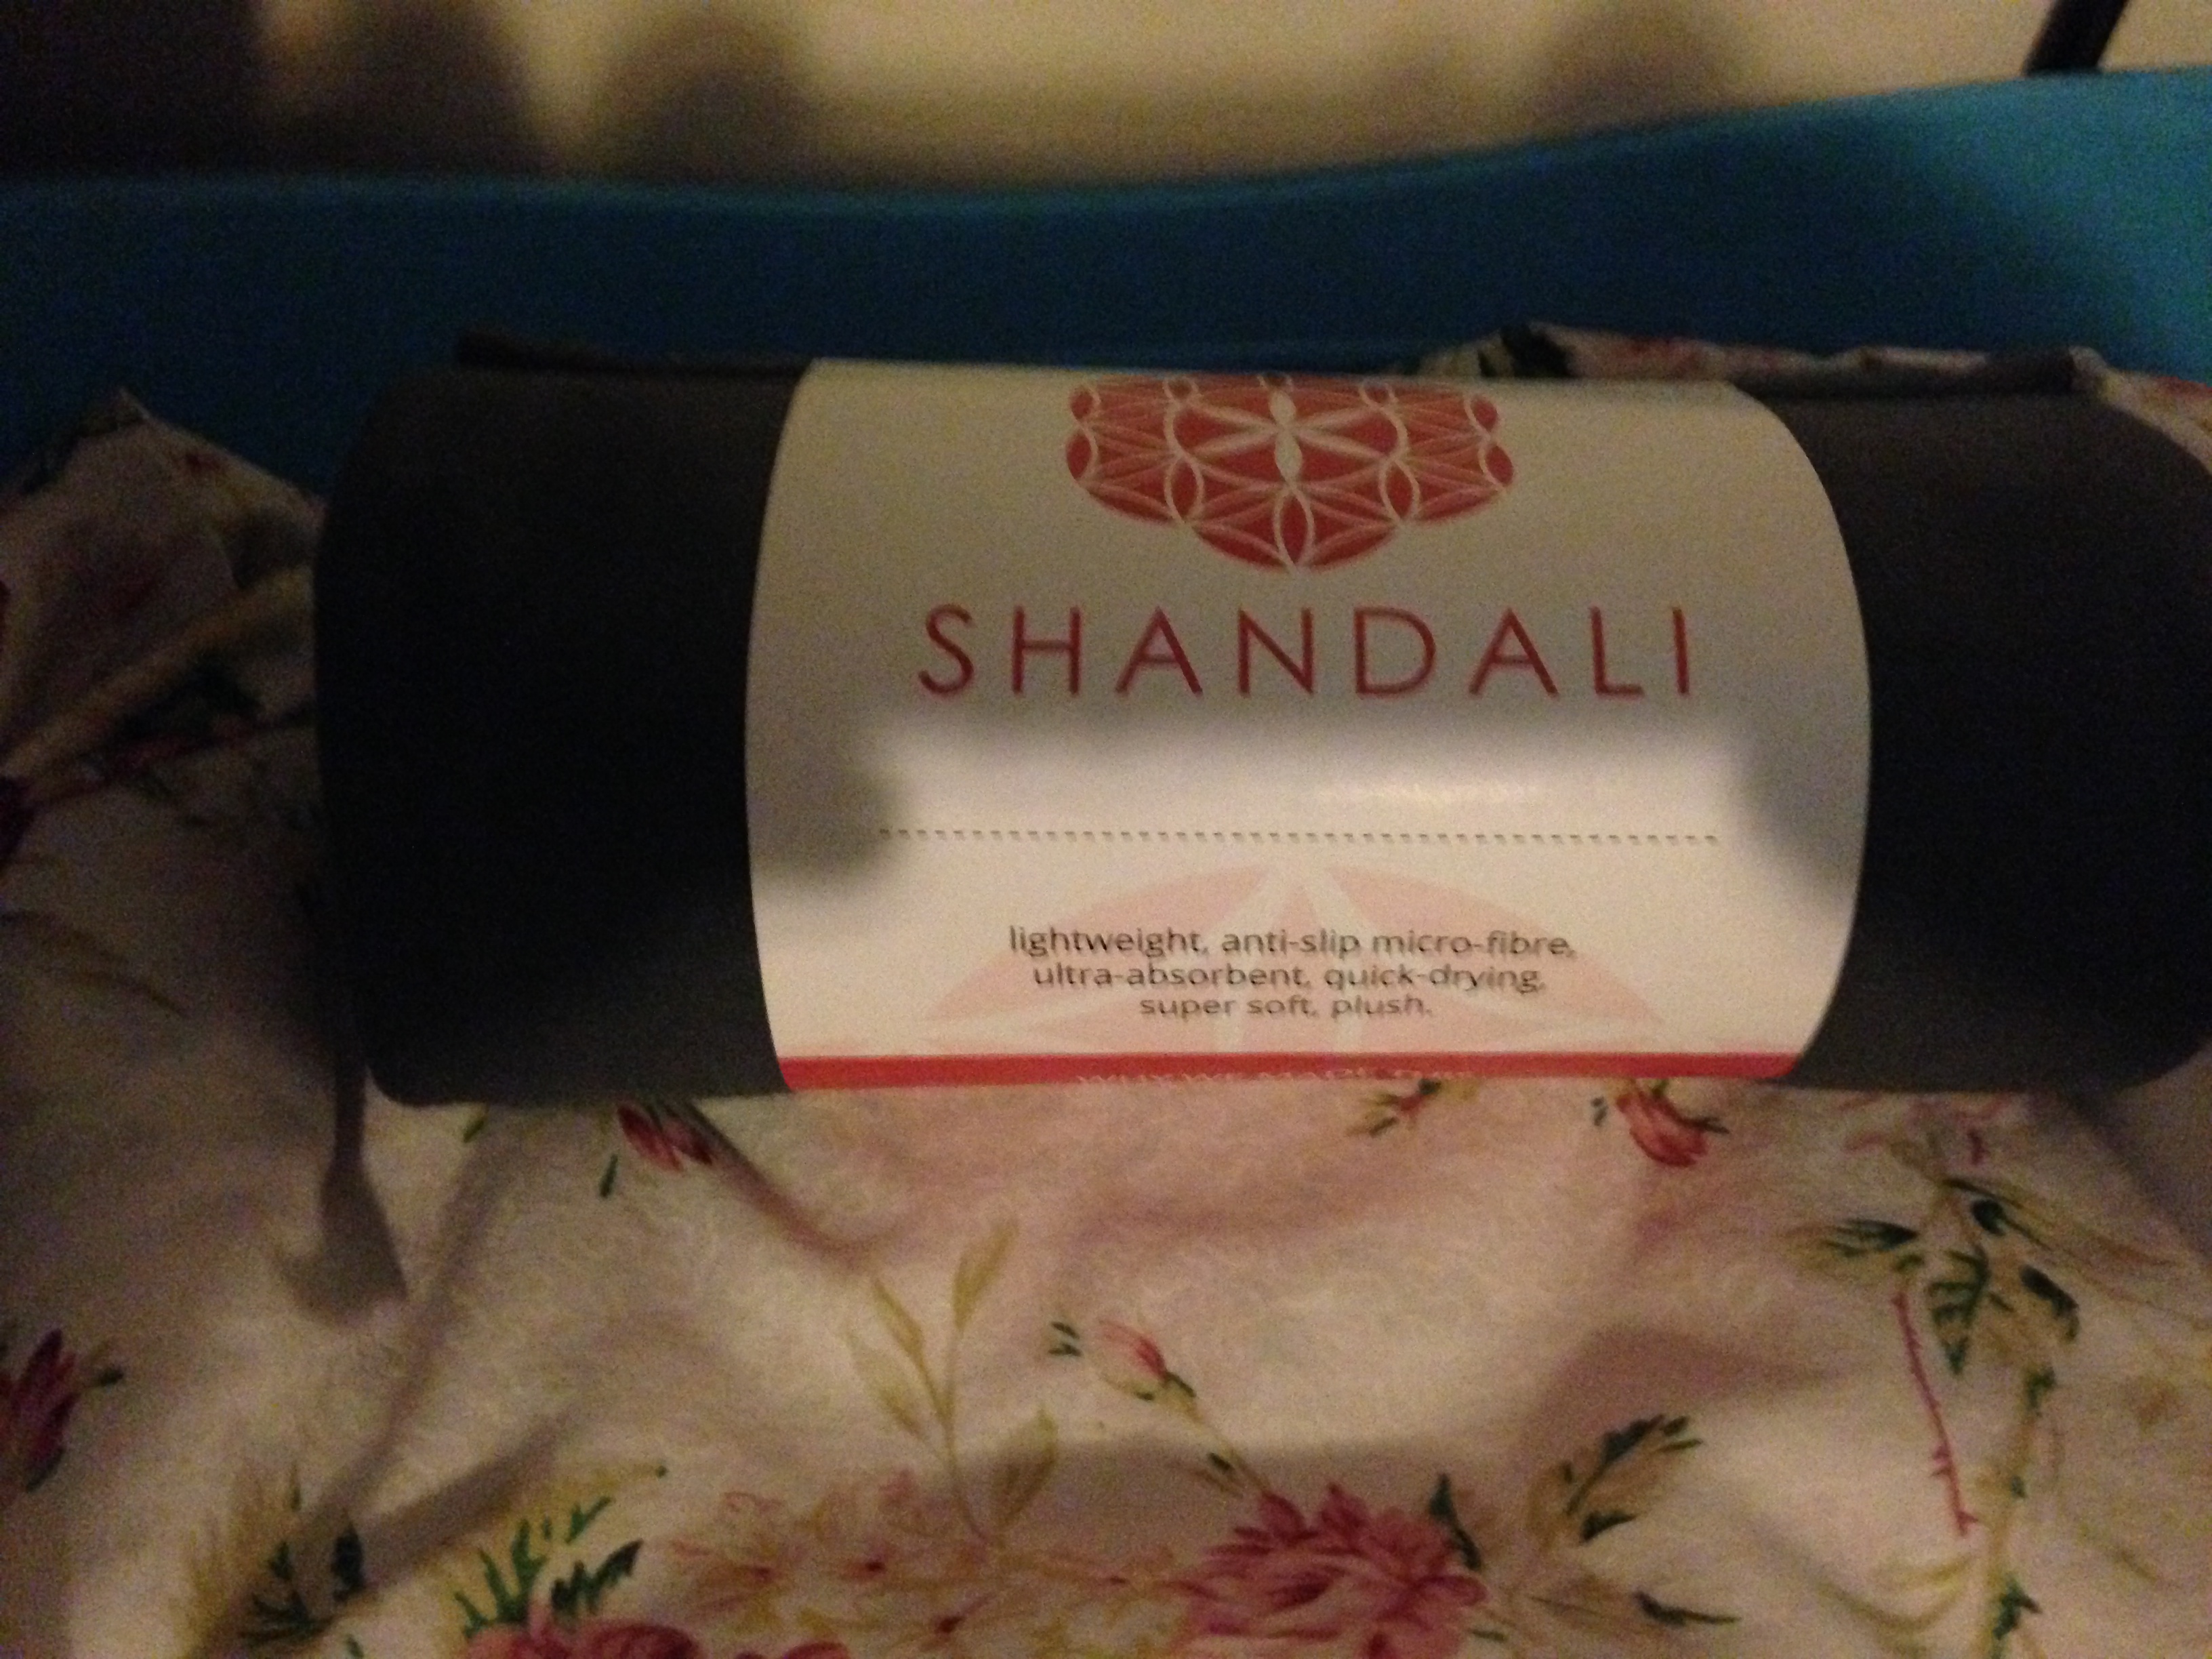 SHANDALI
lightweight, anti-slip micro-fibre,
ultra-absorbent, quick-drying,
super soft, plush.